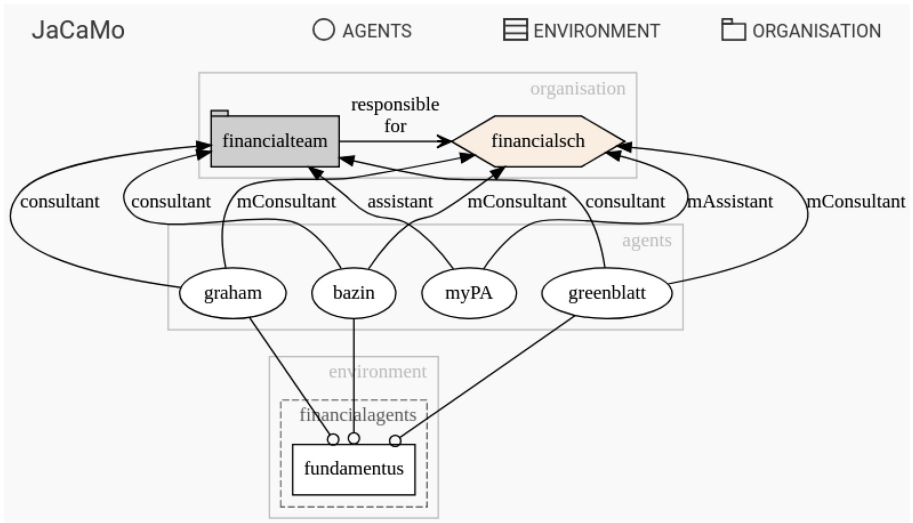 JaCaMo
AGENTS
ENVIRONMENT
ORGANISATION
organisation
responsible
for
financialteam
financialsch
consultant
consultant
mConsultant
assistant
mConsultant
consultant
mAssistant
mConsultant
agents
graham
bazin
myPA
greenblatt
environment
financialagents
fundamentus